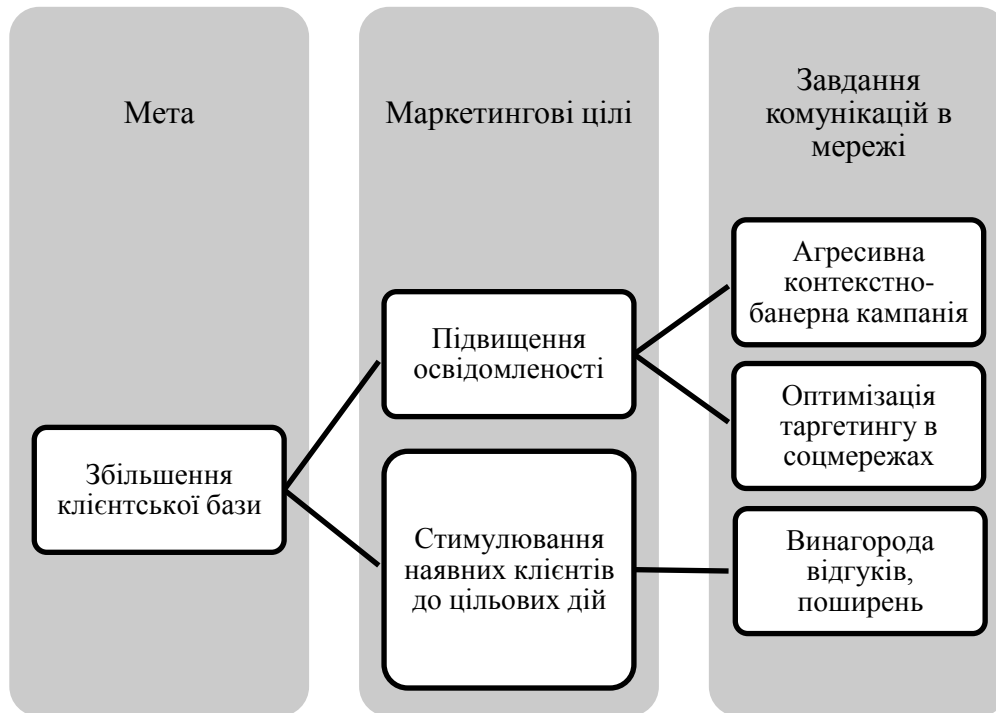 Мета
Маркетингові цілі
Завдання
комунікацій в
мережі
Збільшення
клієнтської бази
Підвищення
освідомленості
Стимулювання
наявних клієнтів
до цільових дій
Агресивна
контекстно-
банерна кампанія
Оптимізація
таргетингу в
соцмережах
Винагорода
відгуків,
поширень